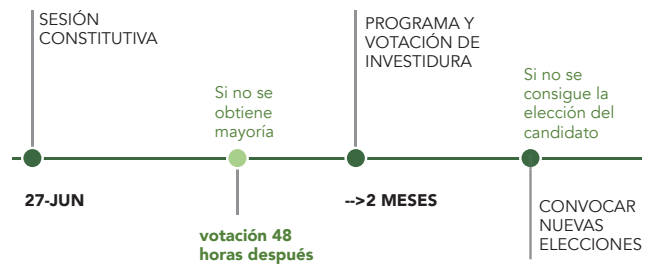 SESIÓN
CONSTITUTIVA
PROGRAMA Y
VOTACIÓN DE
INVESTIDURA
Si no se
obtiene
mayoría
Si no se
consigue la
elección del
candidato
27-JUN
votación 48
horas después
-->2 MESES
CONVOCAR
NUEVAS
ELECCIONES